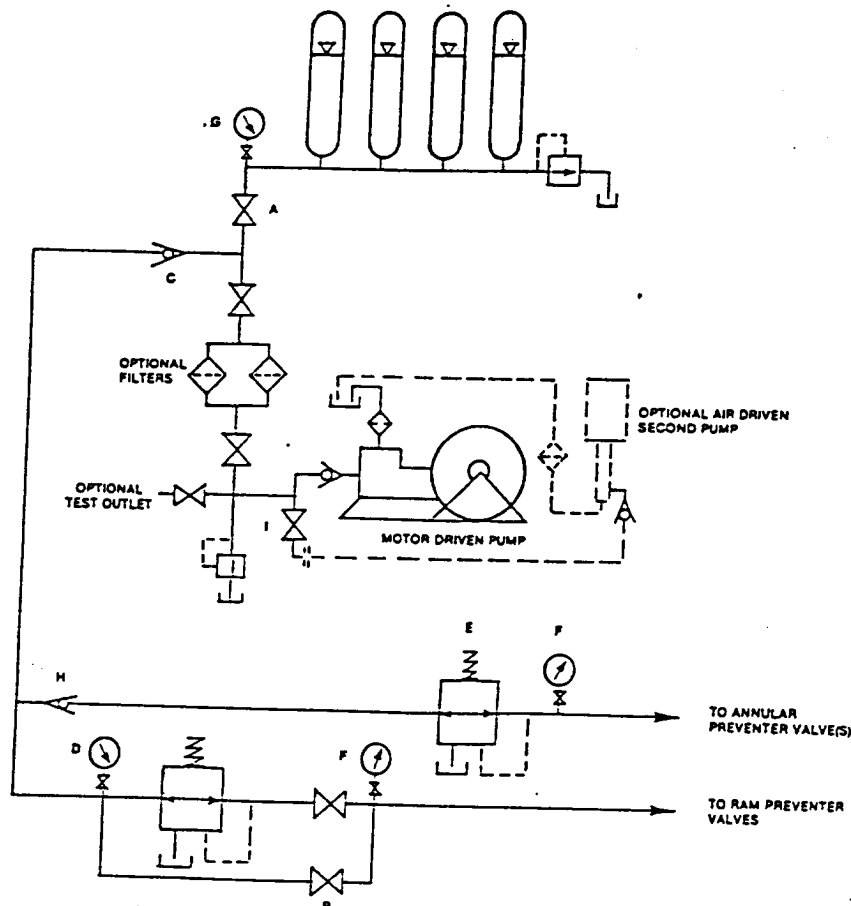 G
A
C
OPTIONAL
FILTERS
OPTIONAL AIR DRIVEN
SECOND PUMP
OPTIONAL
TEST OUTLET
I
MOTOR DRIVEN PUMP
E
F
H
TO ANNULAR
PREVENTER VALVE(S)
D
F
TO RAM PREVENTER
VALVES